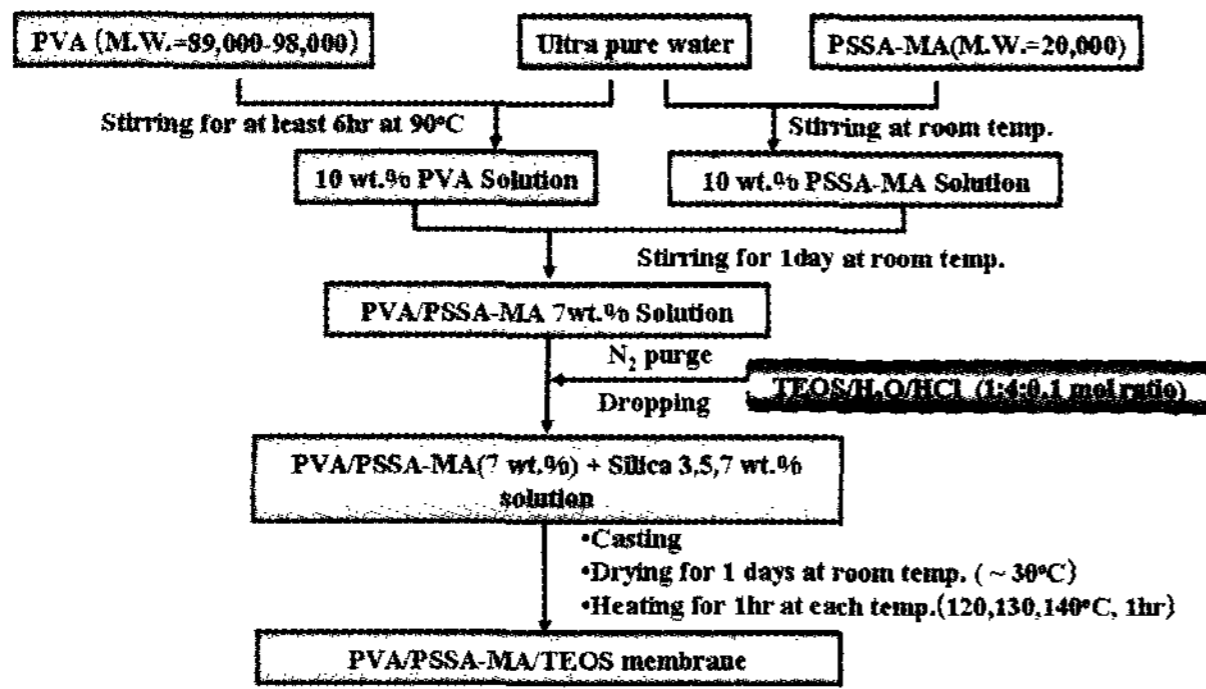 PVA (M.W.=89,000-98,000)
Ultra pure water
PSSA-MA(M.W.=20,000)
Stirring for at least 6hr at 90°C
Stirring at room temp.
10 wt.% PVA Solution
10 wt.% PSSA-MA Solution
Stirring for 1day at room temp.
PVA/PSSA-MA 7wt.% Solution
N₂ purge
TEOS/H₂O/HCl (1:4:0.1 mol ratio)
Dropping
PVA/PSSA-MA(7 wt.%) + Silica 3,5,7 wt.%
solution
•Casting
•Drying for 1 days at room temp. (~30°C)
•Heating for 1hr at each temp.(120,130,140°C, 1hr)
PVA/PSSA-MA/TEOS membrane